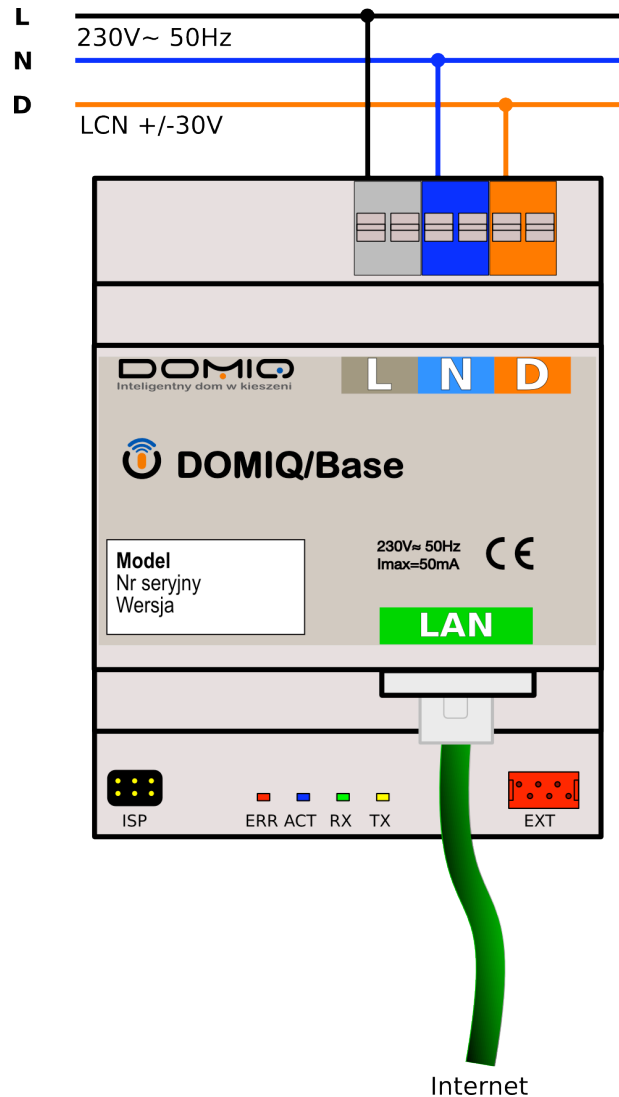 L
230V~ 50Hz
N
D
LCN +/-30V
DOMIQ
Inteligentny dom w kieszeni
L N D
DOMIQ/Base
Model
Nr seryjny
Wersja
230V≂ 50Hz
Imax=50mA
CE
LAN
ISP
ERR ACT RX TX
EXT
Internet